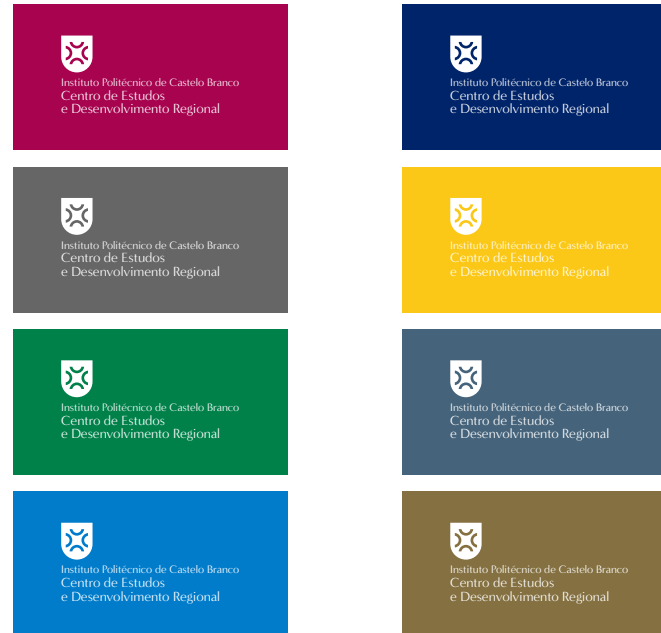 Instituto Politécnico de Castelo Branco
Centro de Estudos
e Desenvolvimento Regional
Instituto Politécnico de Castelo Branco
Centro de Estudos
e Desenvolvimento Regional
Instituto Politécnico de Castelo Branco
Centro de Estudos
e Desenvolvimento Regional
Instituto Politécnico de Castelo Branco
Centro de Estudos
e Desenvolvimento Regional
Instituto Politécnico de Castelo Branco
Centro de Estudos
e Desenvolvimento Regional
Instituto Politécnico de Castelo Branco
Centro de Estudos
e Desenvolvimento Regional
Instituto Politécnico de Castelo Branco
Centro de Estudos
e Desenvolvimento Regional
Instituto Politécnico de Castelo Branco
Centro de Estudos
e Desenvolvimento Regional